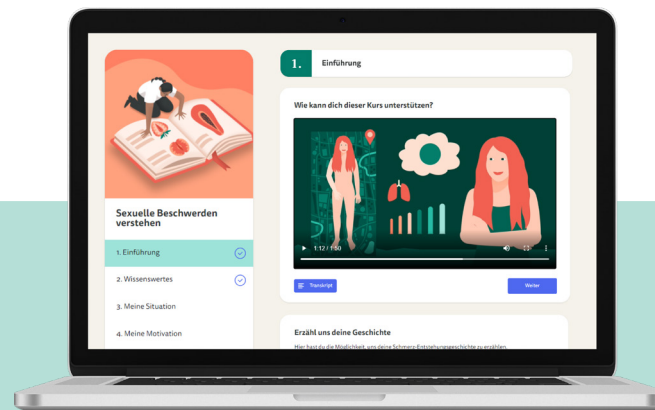 1.
Einführung
Wie kann dich dieser Kurs unterstützen?
1:12 / 1:50
Transkript
Weiter
Erzähl uns deine Geschichte
Hier hast du die Möglichkeit, uns deine Schmerz-Entstehungsgeschichte zu erzählen.
Sexuelle Beschwerden
verstehen
1. Einführung
2. Wissenswertes
3. Meine Situation
4. Meine Motivation